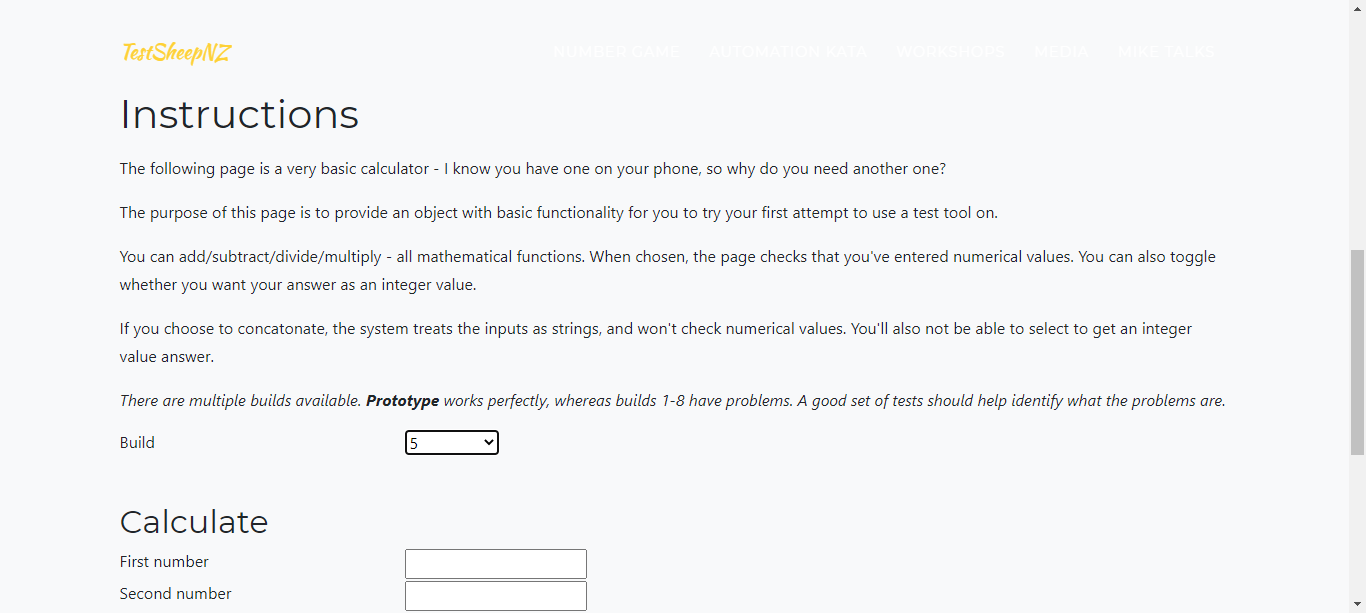 TestSheepNZ
NUMBER GAME AUTOMATION KATA WORKSHOPS MEDIA MIKE TALKS
Instructions
The following page is a very basic calculator - I know you have one on your phone, so why do you need another one?
The purpose of this page is to provide an object with basic functionality for you to try your first attempt to use a test tool on.
You can add/subtract/divide/multiply - all mathematical functions. When chosen, the page checks that you've entered numerical values. You can also toggle
whether you want your answer as an integer value.
If you choose to concatonate, the system treats the inputs as strings, and won't check numerical values. You'll also not be able to select to get an integer
value answer.
There are multiple builds available. Prototype works perfectly, whereas builds 1-8 have problems. A good set of tests should help identify what the problems are.
Build 5
Calculate
First number
Second number